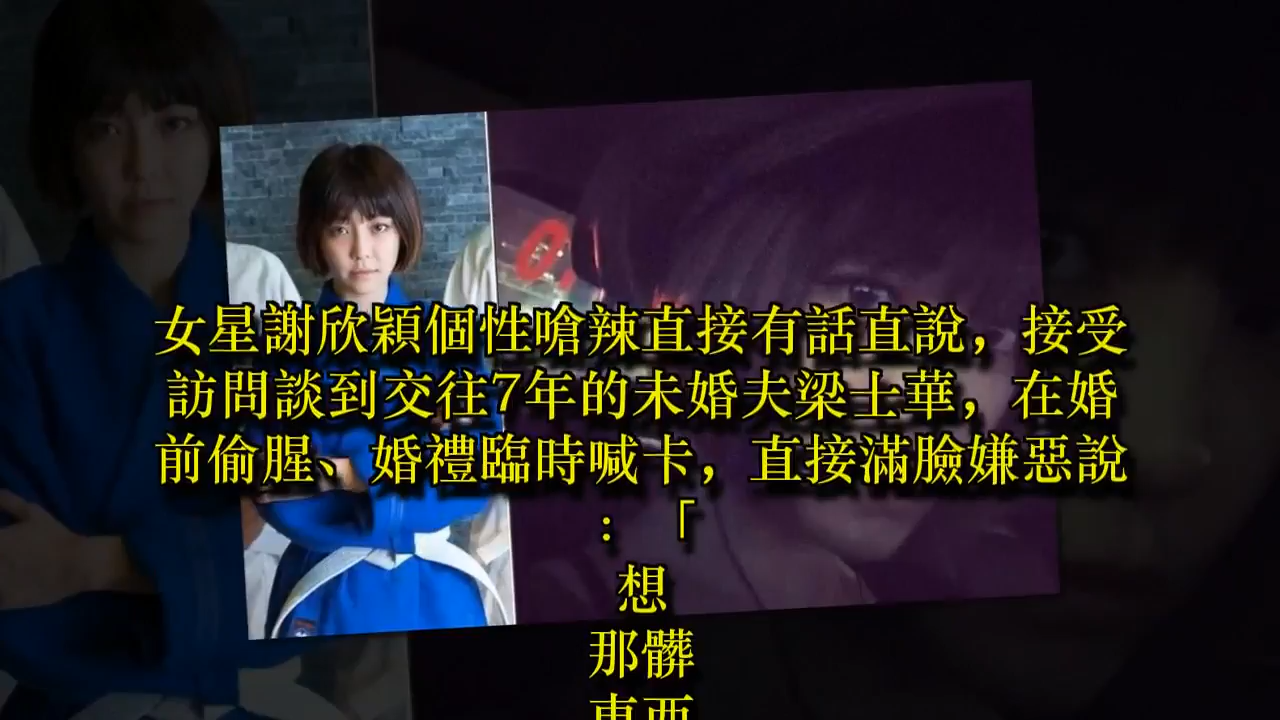 女星謝欣穎個性嗆辣直接有話直說，接受
訪問談到交往7年的未婚夫梁士華，在婚
前偷腥、婚禮臨時喊卡，直接滿臉嫌惡說
：「
想
那髒
東西